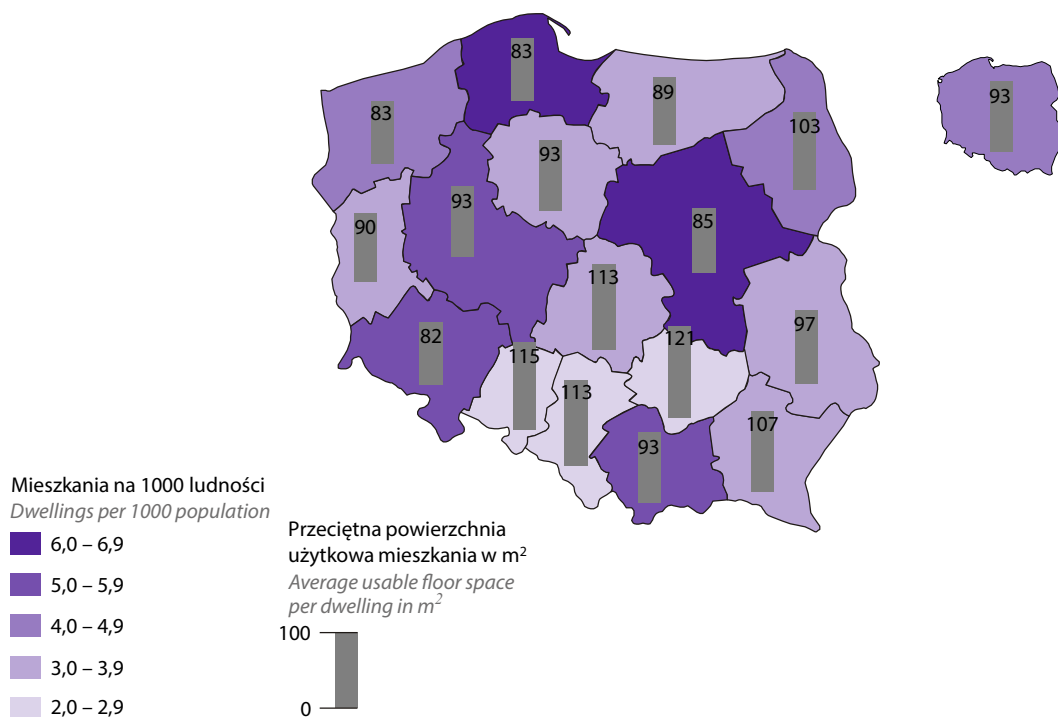 83
83
89
93
103
93
93
90
85
113
97
82
115
121
113
107
93
Mieszkania na 1000 ludności
Dwellings per 1000 population
6,0 – 6,9
5,0 – 5,9
4,0 – 4,9
3,0 – 3,9
2,0 – 2,9
Przeciętna powierzchnia
użytkowa mieszkania w m²
Average usable floor space
per dwelling in m²
100
0